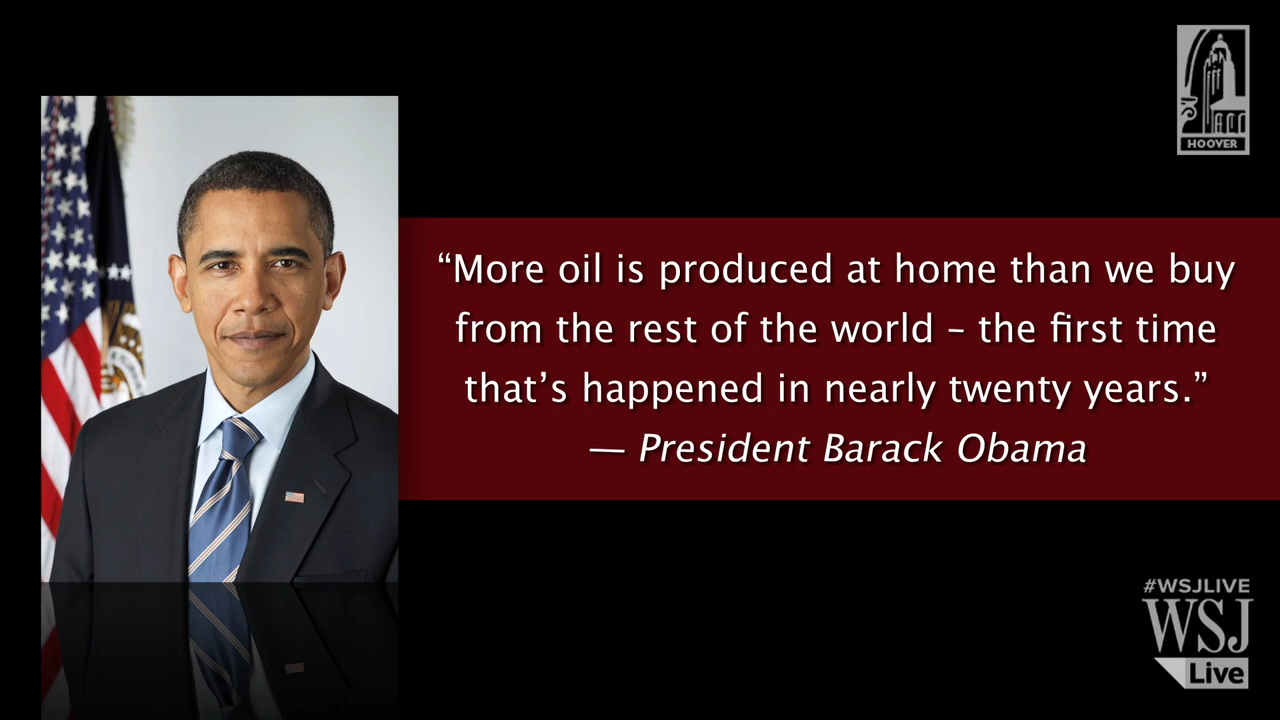 HOOVER
“More oil is produced at home than we buy
from the rest of the world – the first time
that’s happened in nearly twenty years.”
— President Barack Obama
#WSJLIVE
WSJ
Live